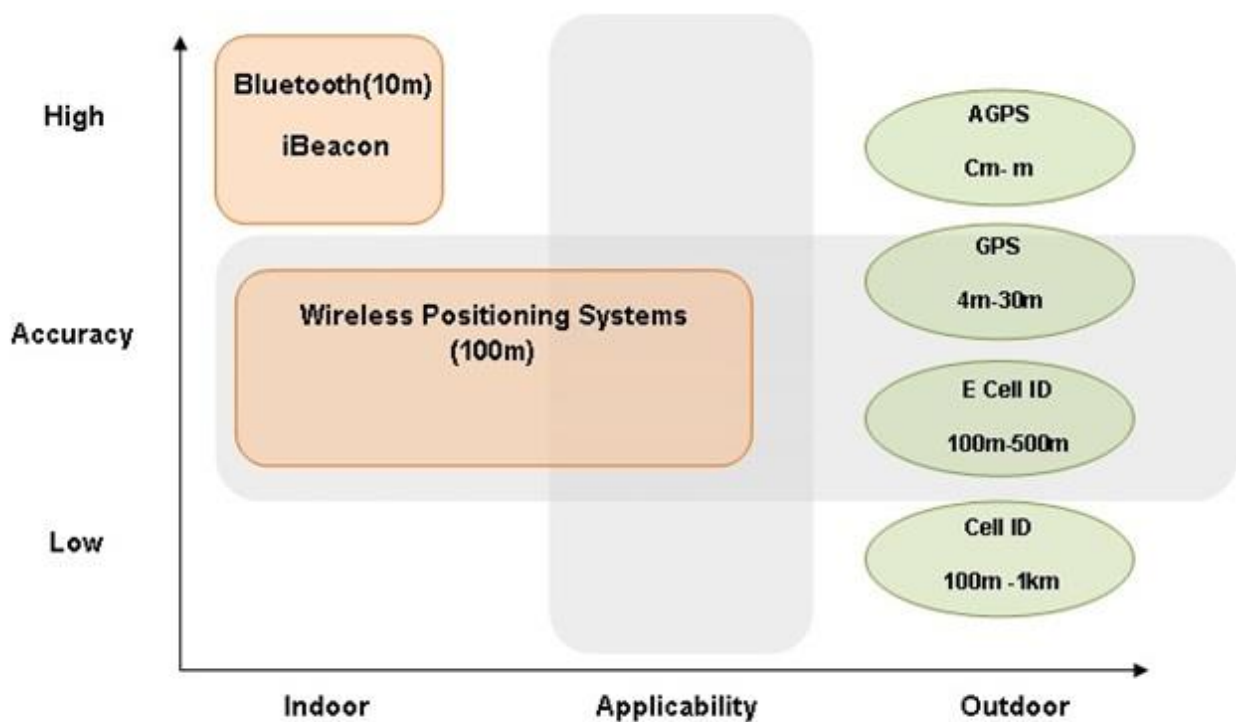 High
Accuracy
Low
Bluetooth(10m)
iBeacon
Wireless Positioning Systems
(100m)
AGPS
Cm- m
GPS
4m-30m
E Cell ID
100m-500m
Cell ID
100m -1km
Indoor
Applicability
Outdoor